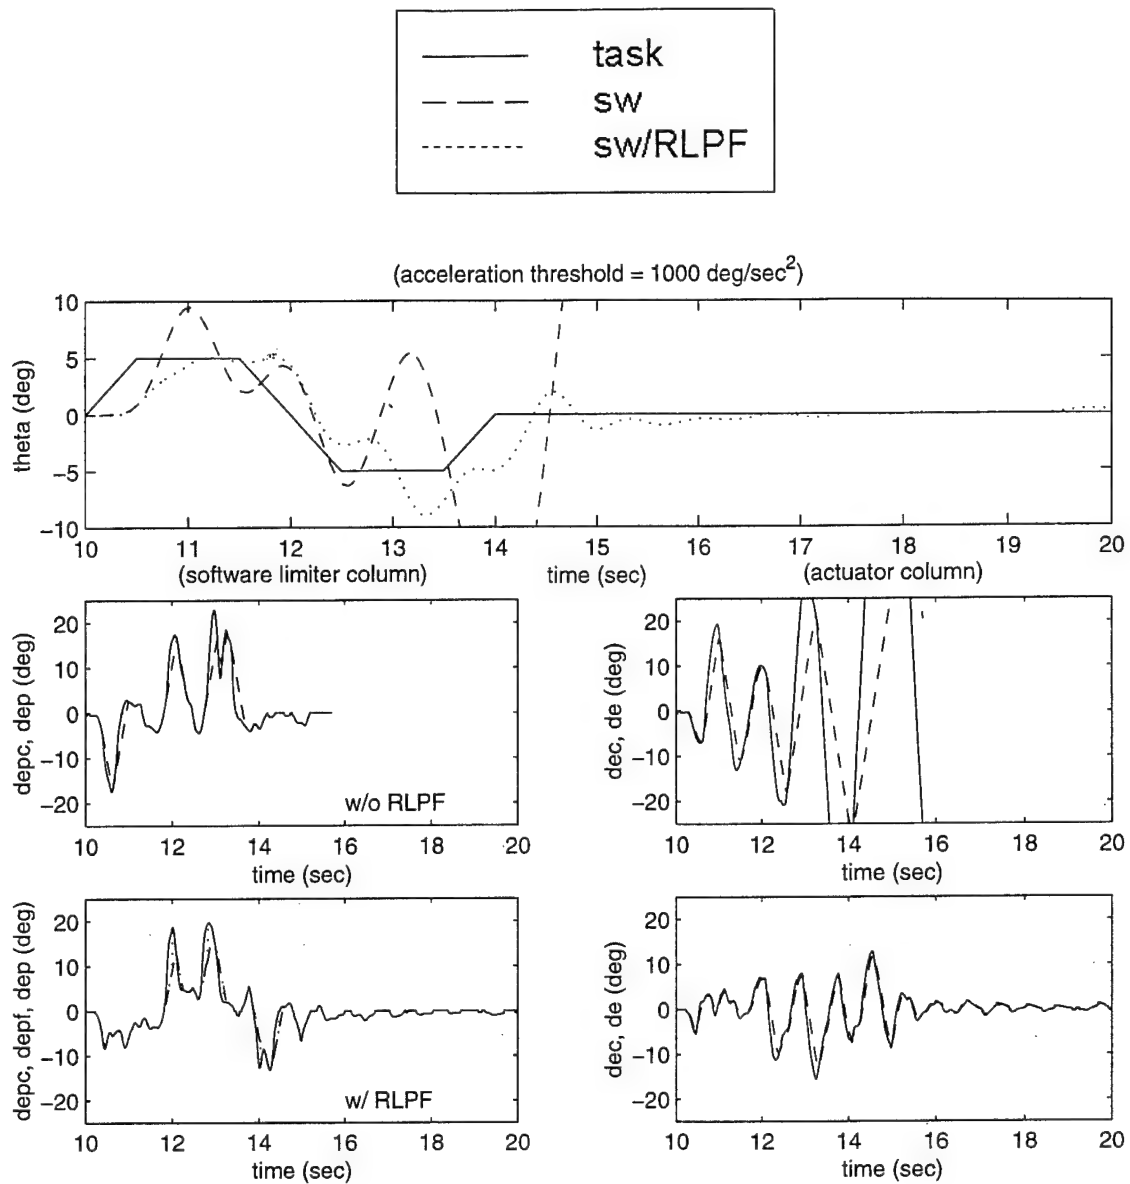 task
sw
sw/RLPF
(acceleration threshold = 1000 deg/sec²)
theta (deg)
10
5
0
−5
−10
10 11 12 13 14 15 16 17 18 19 20
(software limiter column) time (sec) (actuator column)
depc, dep (deg)
20
10
0
−10
−20
w/o RLPF
10 12 14 16 18 20
time (sec)
dec, de (deg)
20
10
0
−10
−20
10 12 14 16 18 20
time (sec)
depc, depf, dep (deg)
20
10
0
−10
−20
w/ RLPF
10 12 14 16 18 20
time (sec)
dec, de (deg)
20
10
0
−10
−20
10 12 14 16 18 20
time (sec)